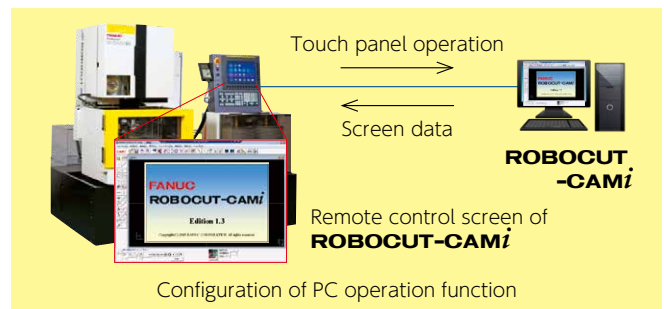 Touch panel operation
Screen data
ROBOCUT
-CAMi
FANUC
ROBOCUT-CAMi
Edition 1.3
Remote control screen of
ROBOCUT-CAMi
Configuration of PC operation function